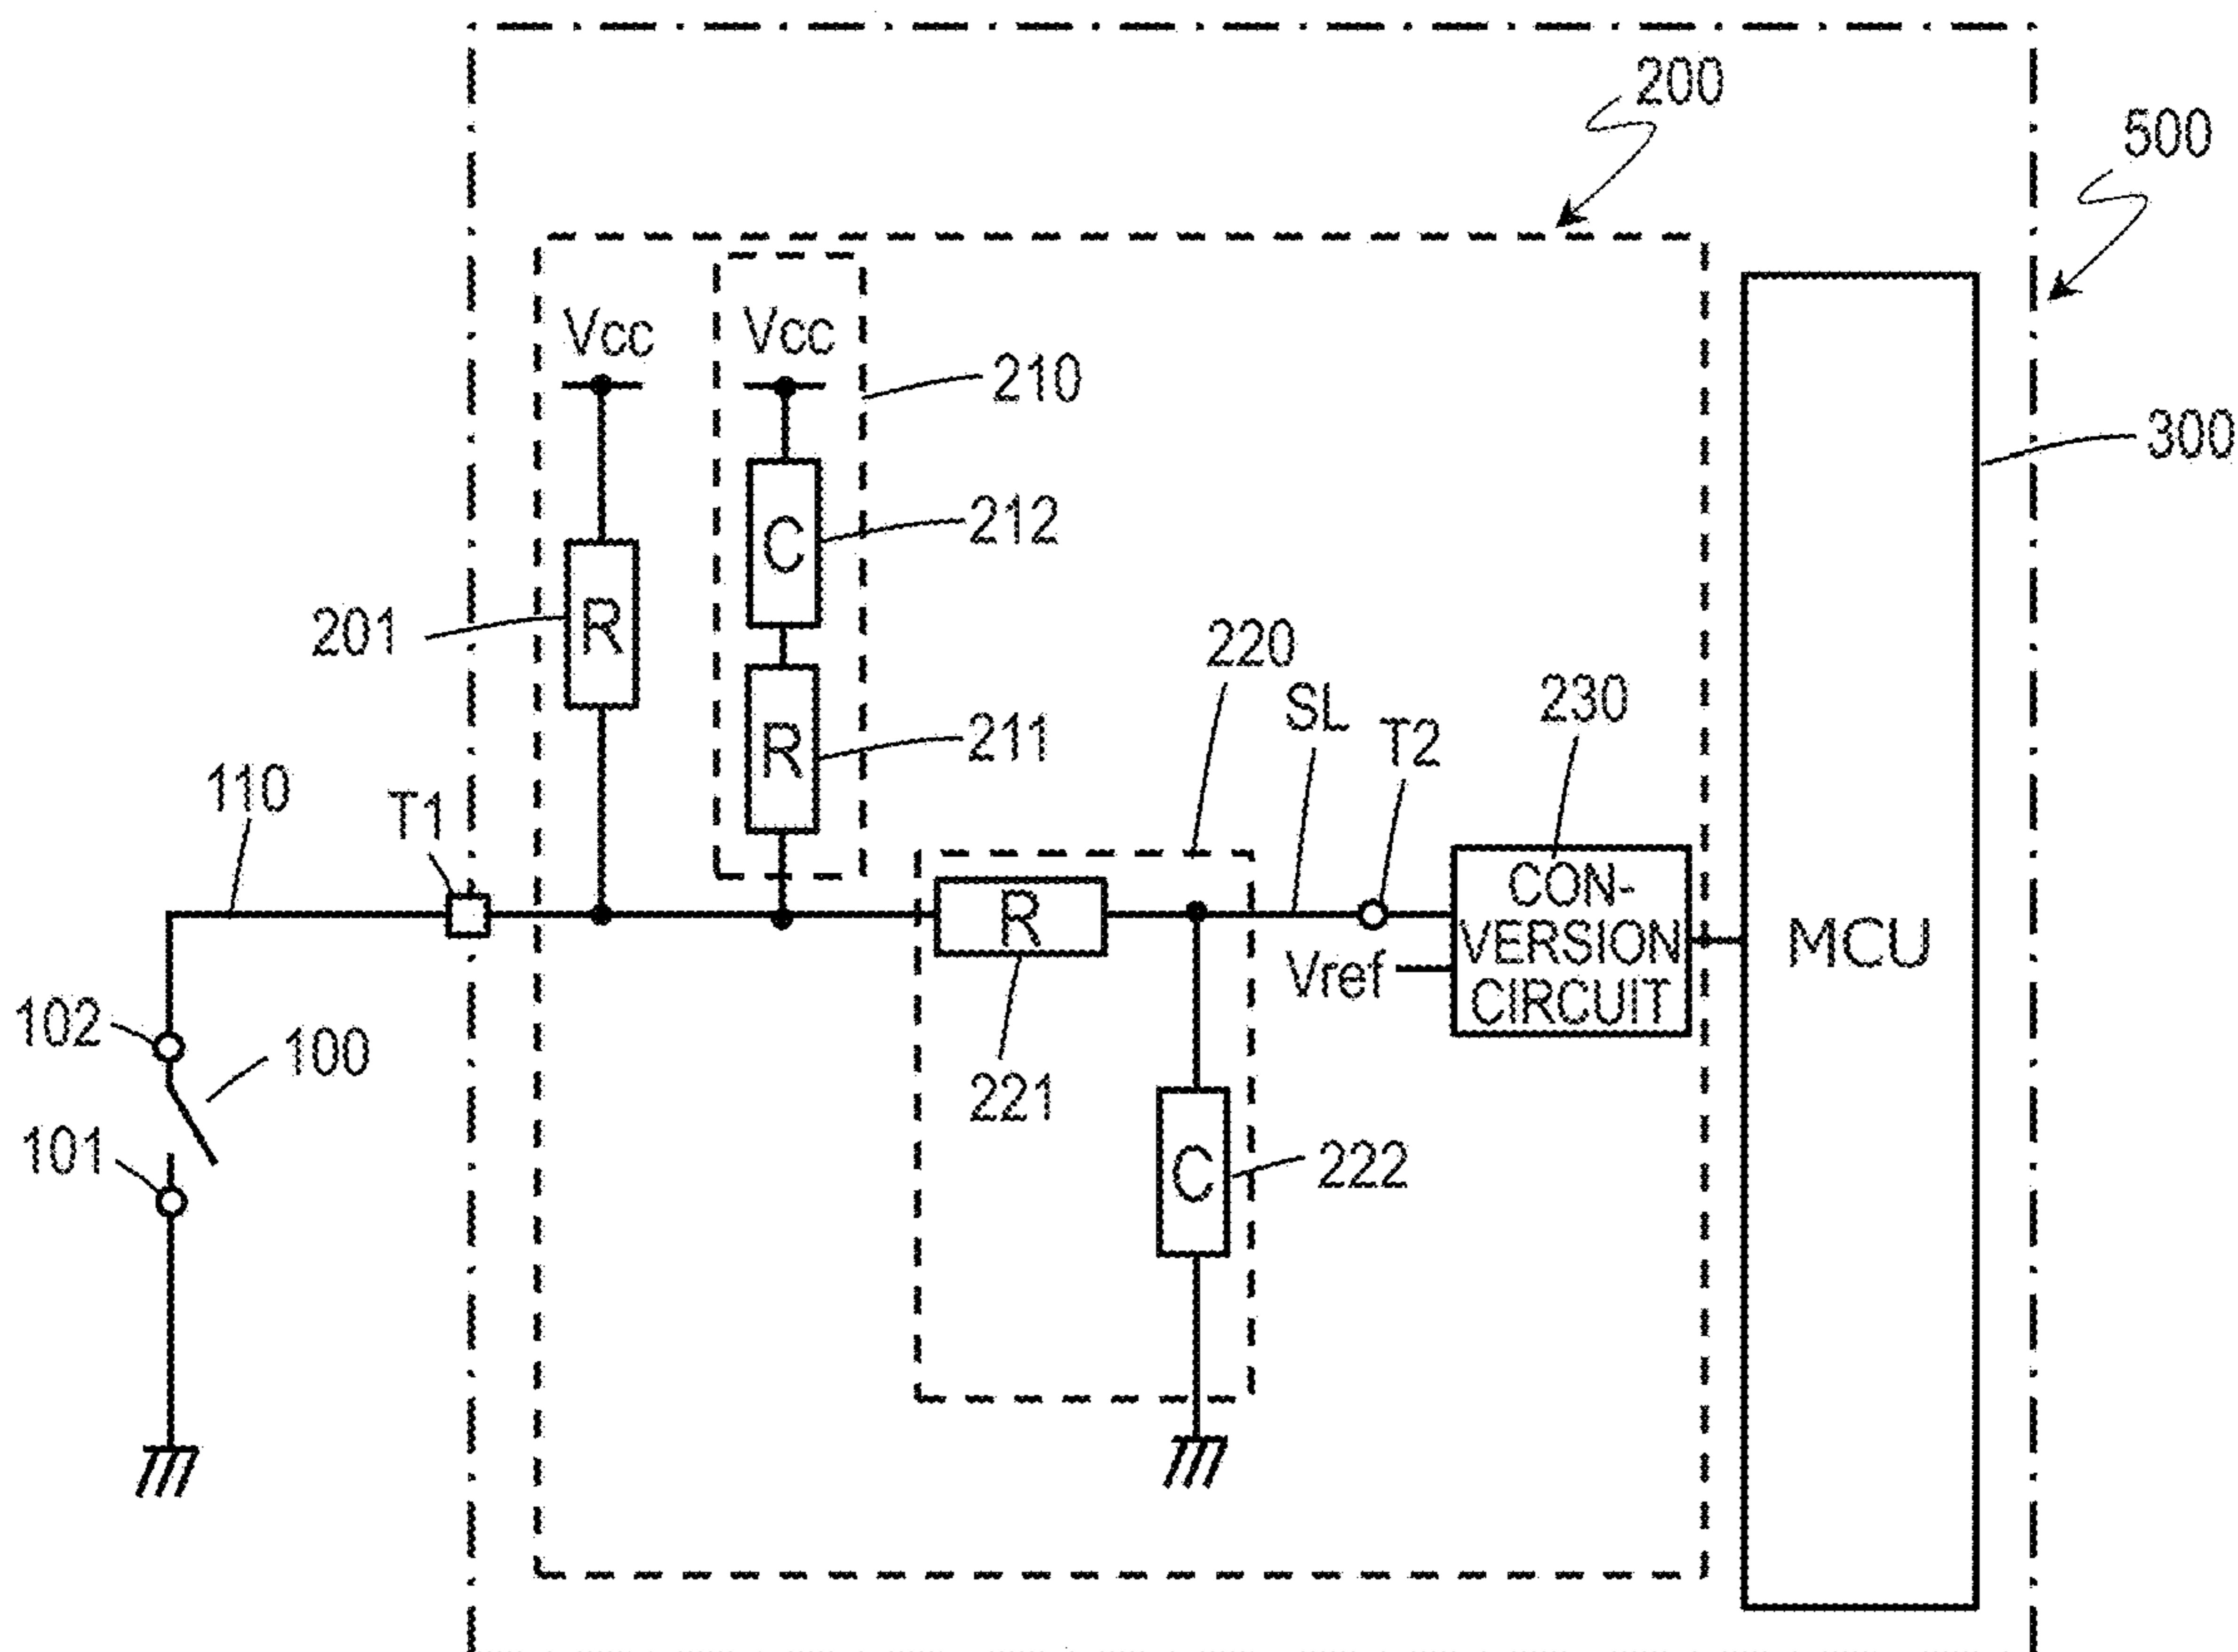 200
500
Vcc
Vcc
210
300
C
212
201
R
220
SL
230
T2
R
211
110
T1
CON-
VERSION
CIRCUIT
R
MCU
Vref
102
100
221
101
C
222